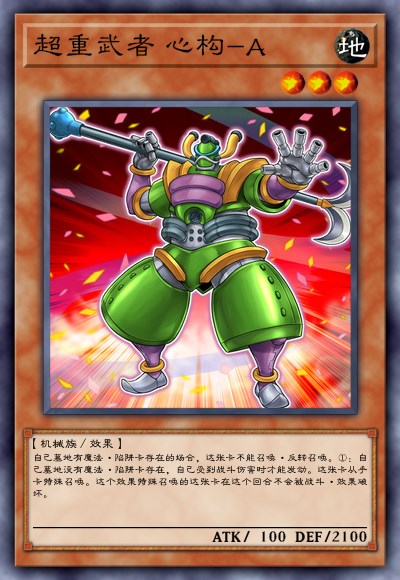 超重武者 心构-A
地
【机械族／效果】
自己墓地有魔法·陷阱卡存在的场合，这张卡不能召唤·反转召唤。①：自
己墓地没有魔法·陷阱卡存在，自己受到战斗伤害时才能发动。这张卡从手
卡特殊召唤。这个效果特殊召唤的这张卡在这个回合不会被战斗·效果破
坏。
ATK/ 100 DEF/2100